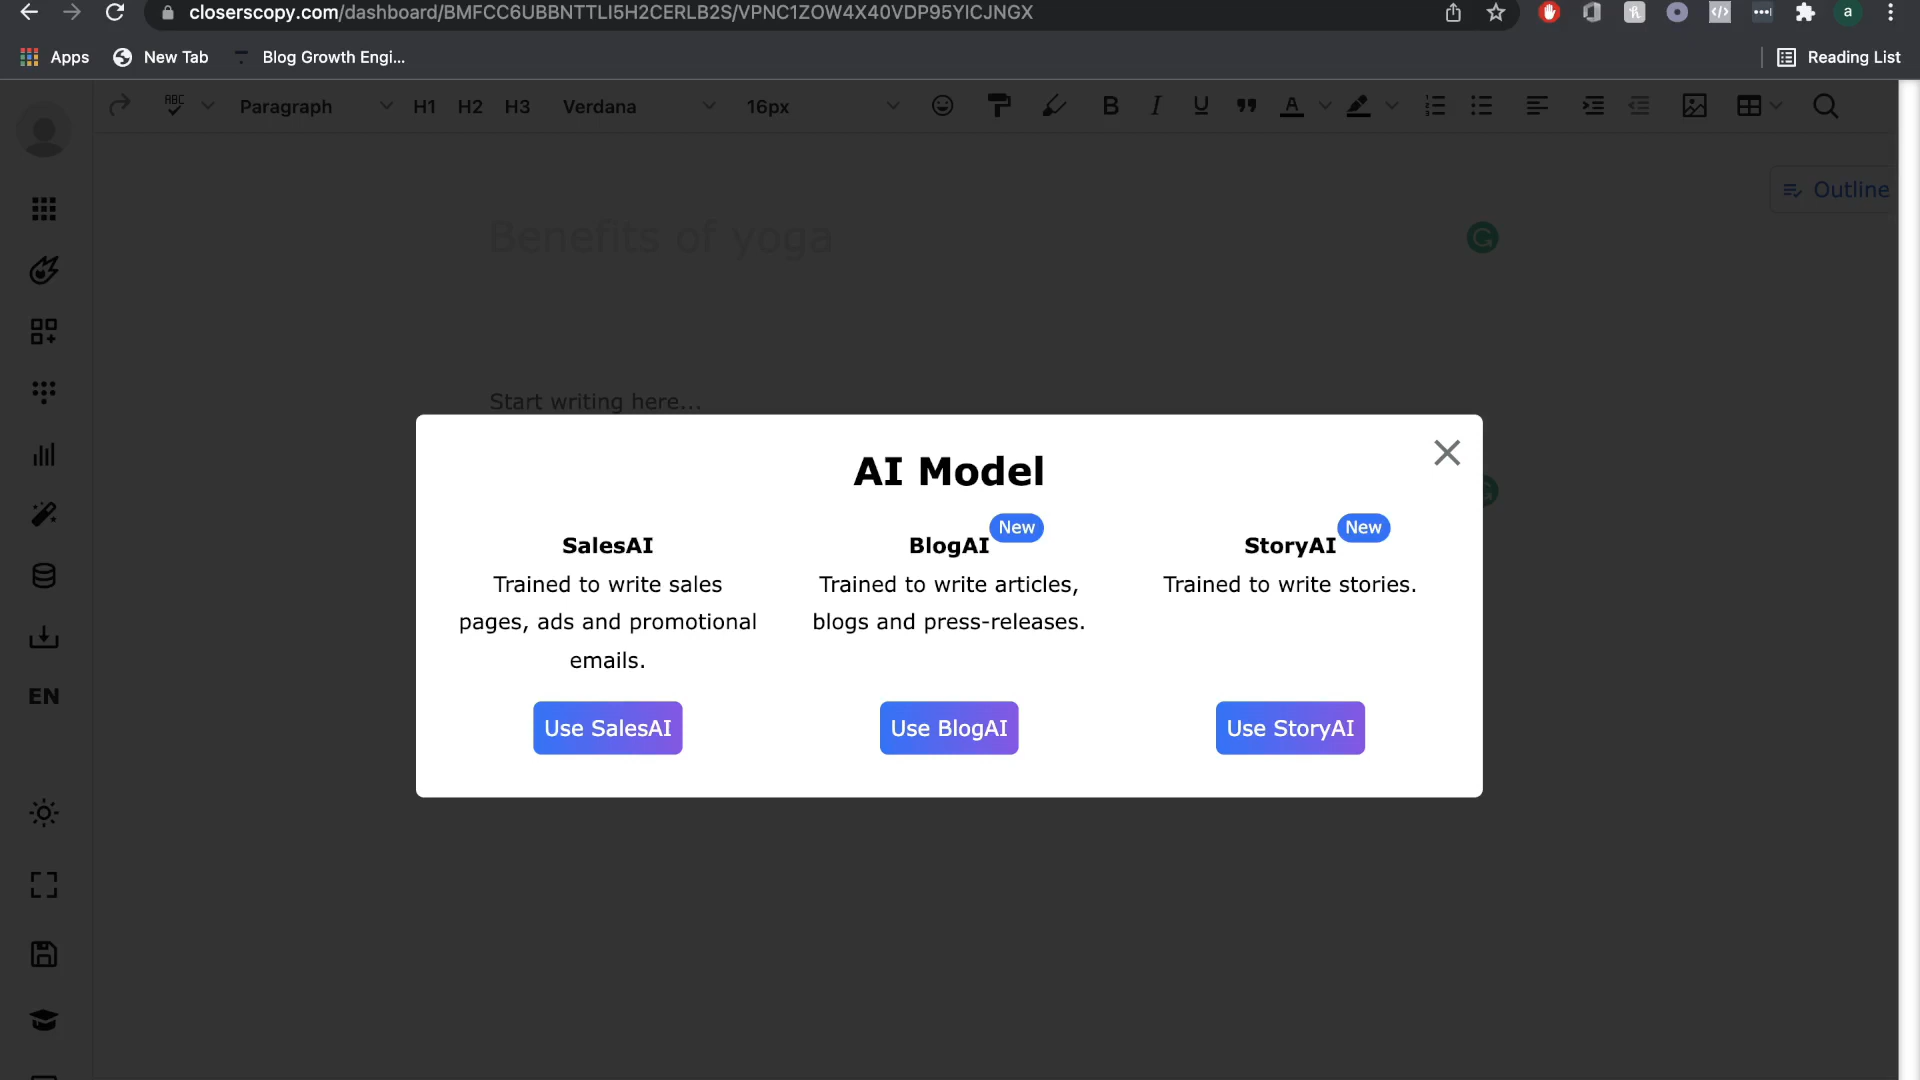 closerscopy.com/dashboard/BMFCC6UBBNTTLI5H2CERLB2S/VPNC1ZOW4X40VDP95YICJNGX
a
Apps New Tab Blog Growth Engi... Reading List
ABC Paragraph H1 H2 H3 Verdana 16px B I U A
Outline
Benefits of yoga
Start writing here...
AI Model
SalesAI BlogAI New StoryAI New
Trained to write sales Trained to write articles, Trained to write stories.
pages, ads and promotional blogs and press-releases.
emails.
EN
Use SalesAI Use BlogAI Use StoryAI